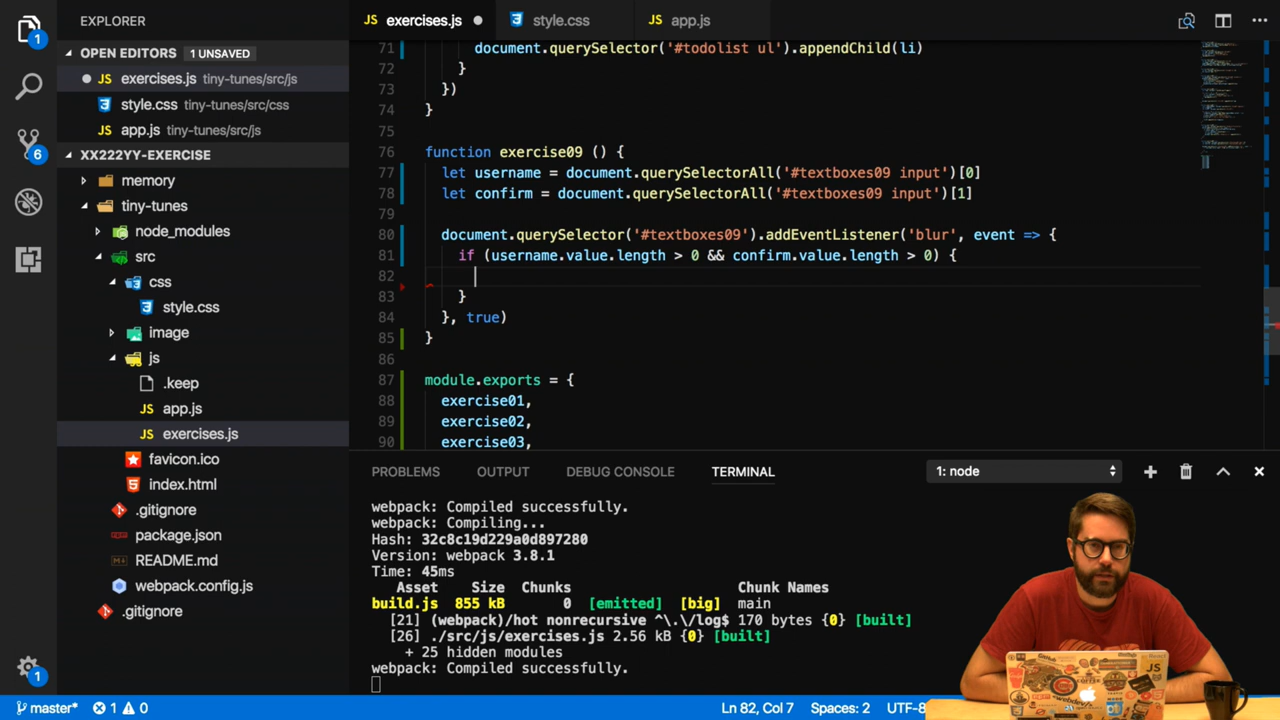 EXPLORER
OPEN EDITORS 1 UNSAVED
JS exercises.js tiny-tunes/src/js
style.css tiny-tunes/src/css
JS app.js tiny-tunes/src/js
XX222YY-EXERCISE
memory
tiny-tunes
node_modules
src
css
style.css
image
js
.keep
JS app.js
JS exercises.js
favicon.ico
index.html
.gitignore
package.json
README.md
webpack.config.js
.gitignore
JS exercises.js
style.css
JS app.js
71 document.querySelector('#todolist ul').appendChild(li)
72 }
73 })
74 }
75
76 function exercise09 () {
77 let username = document.querySelectorAll('#textboxes09 input')[0]
78 let confirm = document.querySelectorAll('#textboxes09 input')[1]
79
80 document.querySelector('#textboxes09').addEventListener('blur', event => {
81 if (username.value.length > 0 && confirm.value.length > 0) {
82
83 }
84 }, true)
85 }
86
87 module.exports = {
88 exercise01,
89 exercise02,
90 exercise03,
PROBLEMS OUTPUT DEBUG CONSOLE TERMINAL 1: node
webpack: Compiled successfully.
webpack: Compiling...
Hash: 32c8c19d229a0d897280
Version: webpack 3.8.1
Time: 45ms
Asset Size Chunks Chunk Names
build.js 855 kB 0 [emitted] [big] main
[21] (webpack)/hot nonrecursive ^\.\/log$ 170 bytes {0} [built]
[26] ./src/js/exercises.js 2.56 kB {0} [built]
+ 25 hidden modules
webpack: Compiled successfully.
1
6
1
master* 1 0 Ln 82, Col 7 Spaces: 2 UTF-8